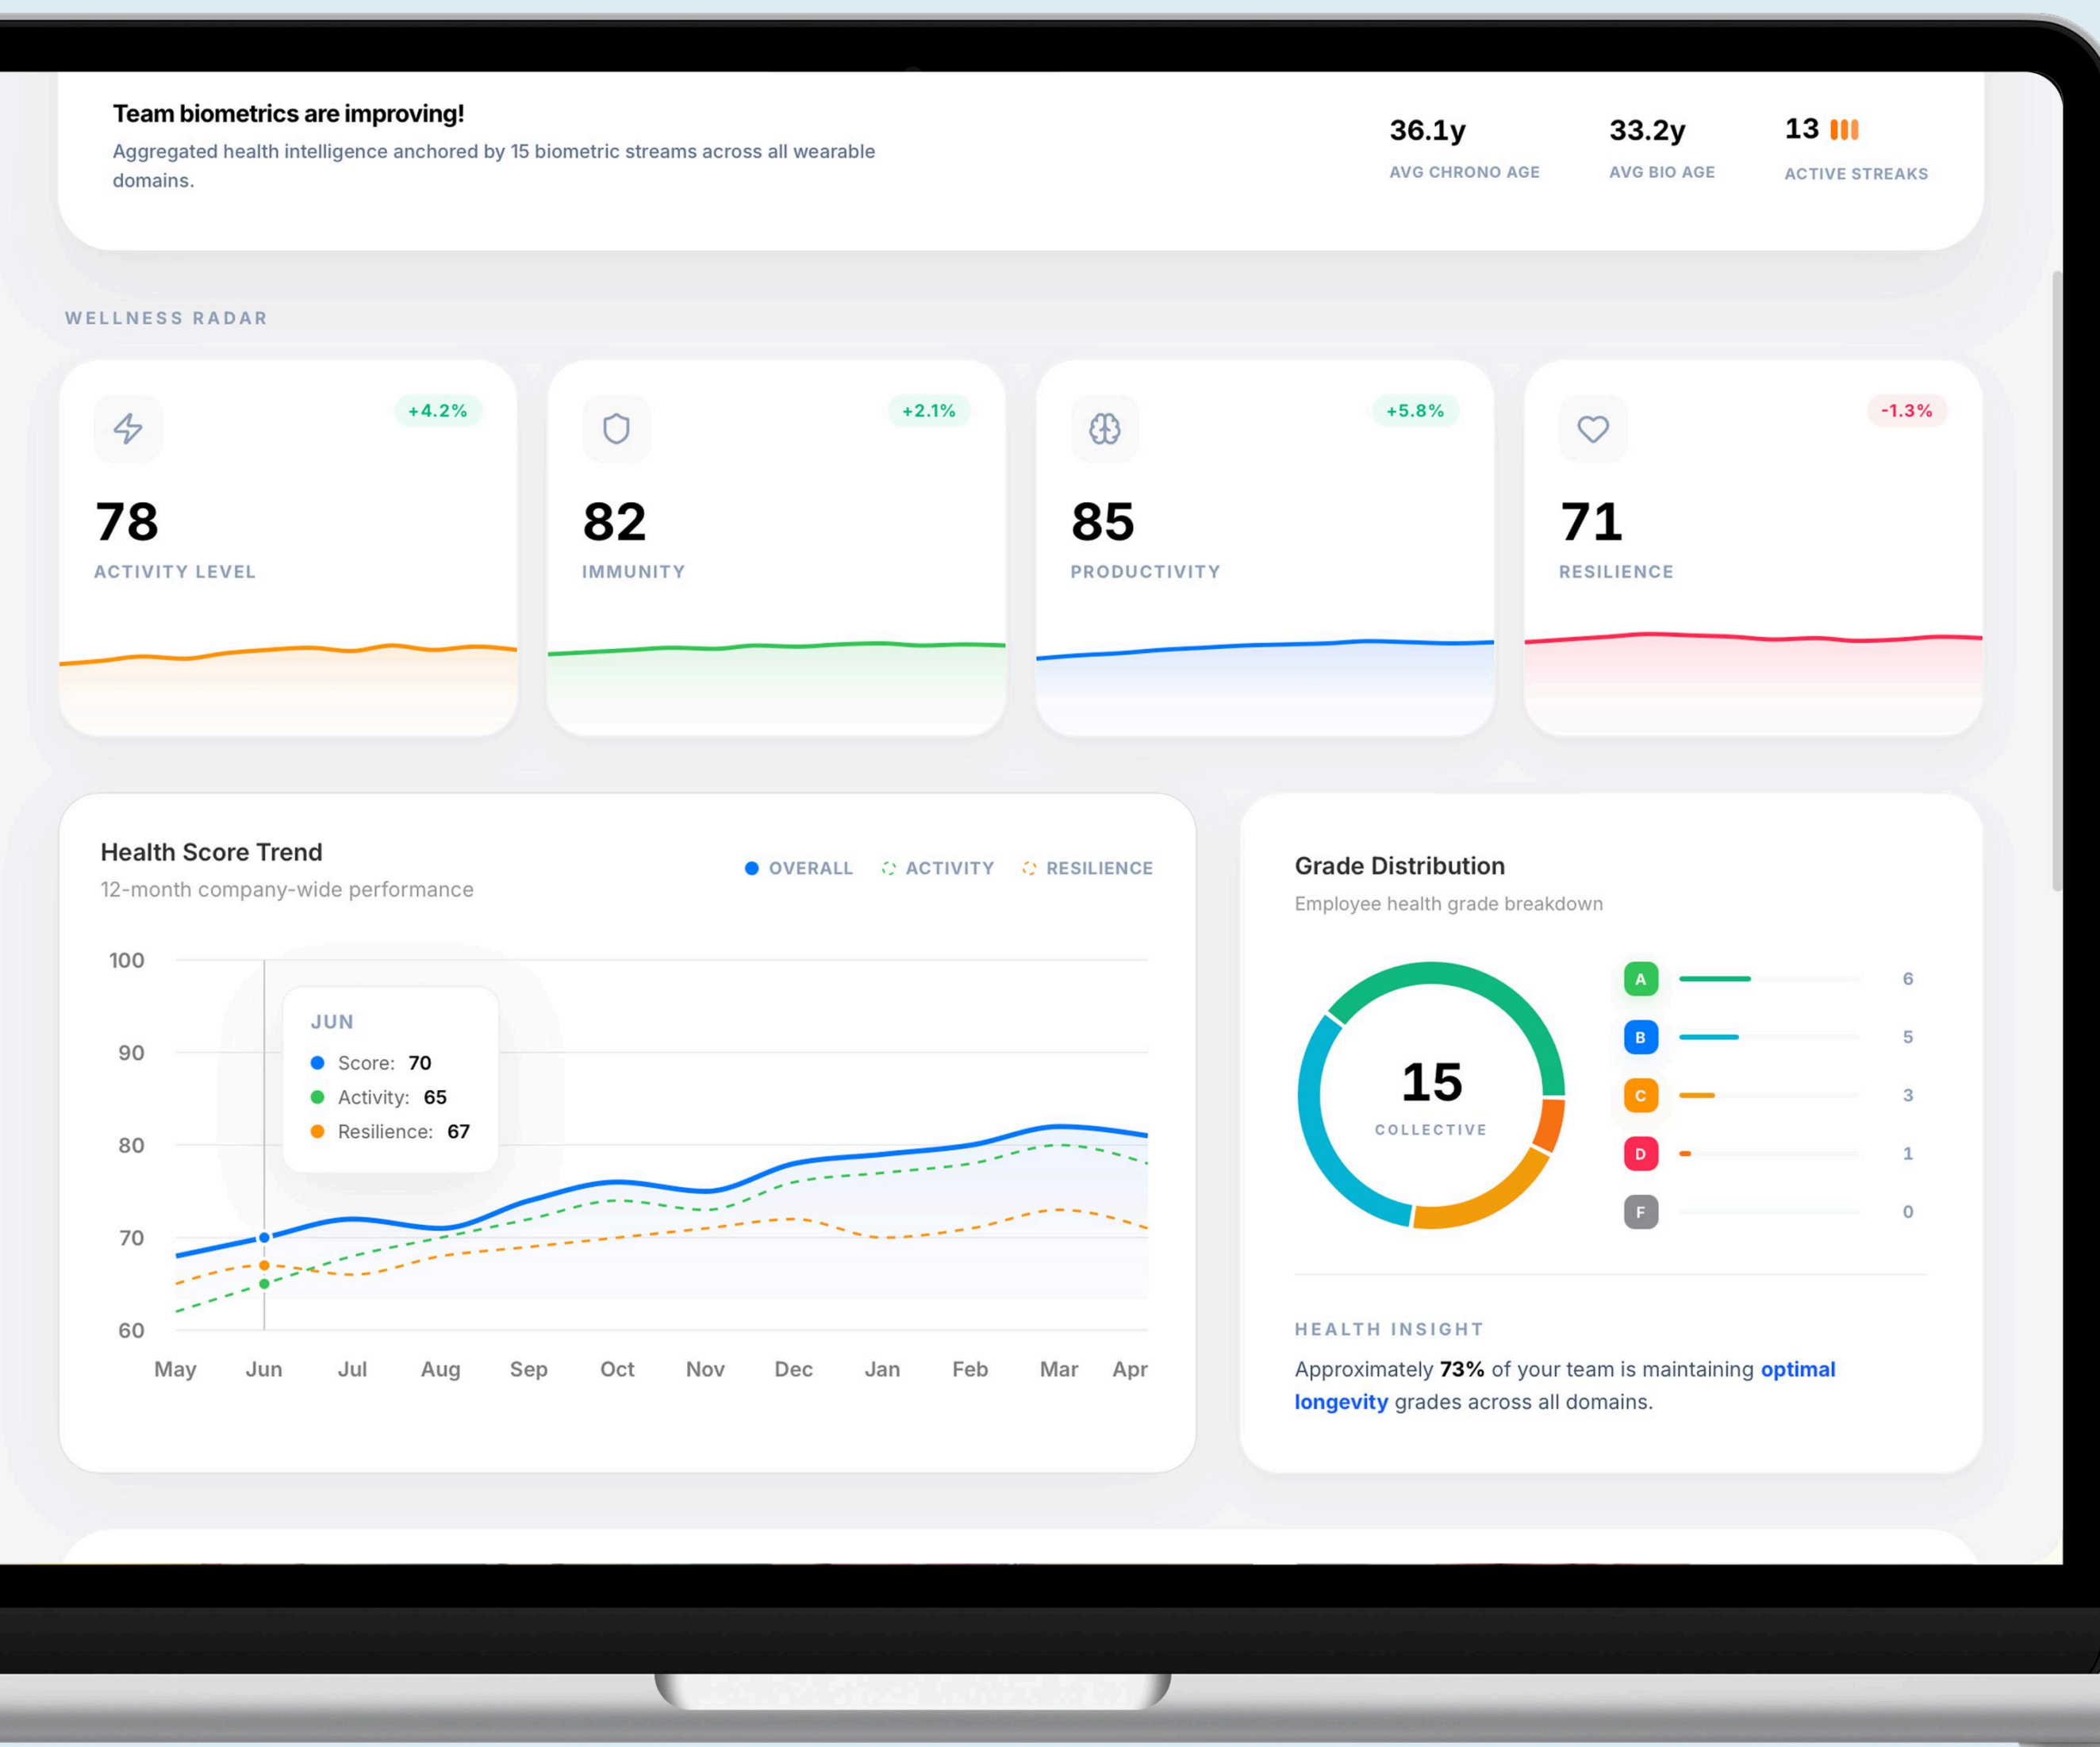 Team biometrics are improving!
Aggregated health intelligence anchored by 15 biometric streams across all wearable
domains.
36.1y
AVG CHRONO AGE
33.2y
AVG BIO AGE
13
ACTIVE STREAKS
WELLNESS RADAR
+4.2%
78
ACTIVITY LEVEL
+2.1%
82
IMMUNITY
+5.8%
85
PRODUCTIVITY
-1.3%
71
RESILIENCE
Health Score Trend
12-month company-wide performance
OVERALL ACTIVITY RESILIENCE
100
90
80
70
60
JUN
Score: 70
Activity: 65
Resilience: 67
May Jun Jul Aug Sep Oct Nov Dec Jan Feb Mar Apr
Grade Distribution
Employee health grade breakdown
15
COLLECTIVE
A 6
B 5
C 3
D 1
F 0
HEALTH INSIGHT
Approximately 73% of your team is maintaining optimal
longevity grades across all domains.